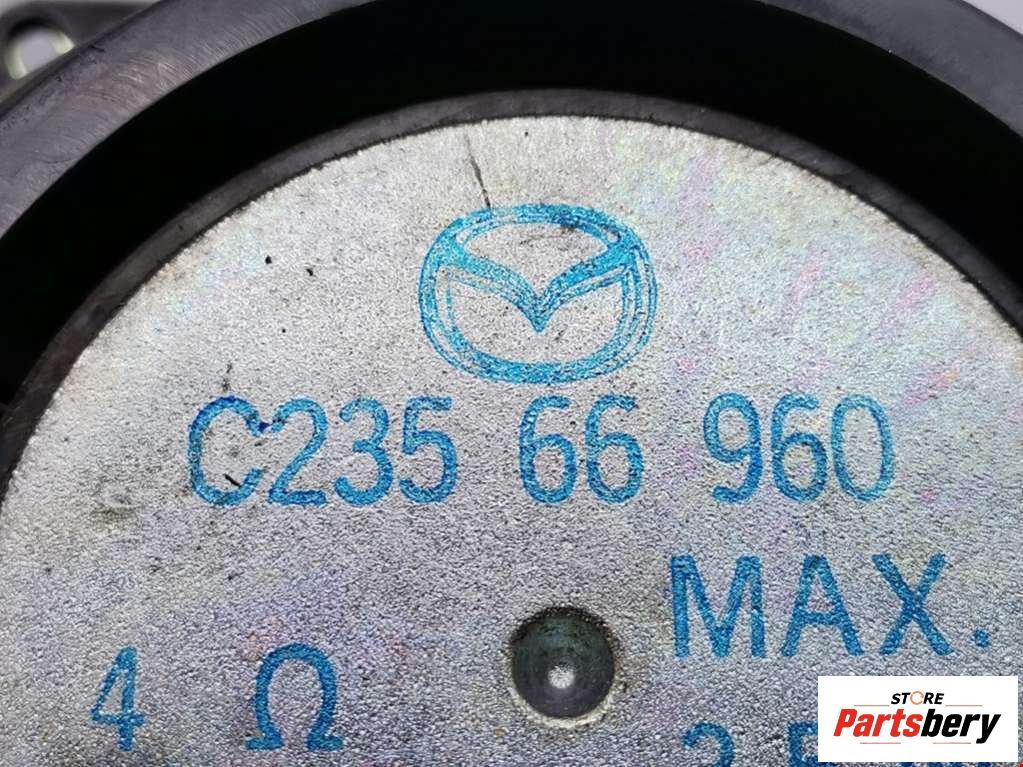 C235 66 960
MAX.
4 Ω
STORE
Partsbery